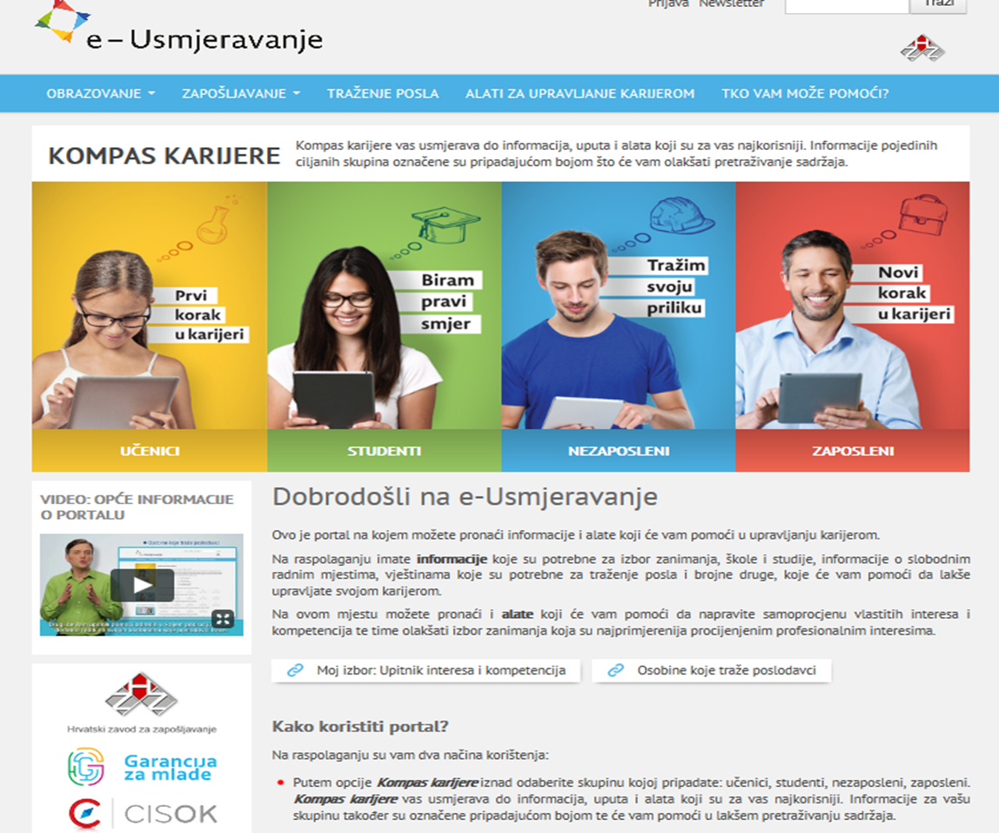 Prijava Newsletter Traži
e – Usmjeravanje
OBRAZOVANJE ZAPOŠLJAVANJE TRAŽENJE POSLA ALATI ZA UPRAVLJANJE KARIJEROM TKO VAM MOŽE POMOĆI?
KOMPAS KARIJERE
Kompas karijere vas usmjerava do informacija, uputa i alata koji su za vas najkorisniji. Informacije pojedinih
ciljanih skupina označene su pripadajućom bojom što će vam olakšati pretraživanje sadržaja.
Prvi
korak
u karijeri
Biram
pravi
smjer
Tražim
svoju
priliku
Novi
korak
u karijeri
UČENICI
STUDENTI
NEZAPOSLENI
ZAPOSLENI
VIDEO: OPĆE INFORMACIJE
O PORTALU
Hrvatski zavod za zapošljavanje
Garancija
za mlade
CISOK
Dobrodošli na e-Usmjeravanje
Ovo je portal na kojem možete pronaći informacije i alate koji će vam pomoći u upravljanju karijerom.
Na raspolaganju imate informacije koje su potrebne za izbor zanimanja, škole i studije, informacije o slobodnim
radnim mjestima, vještinama koje su potrebne za traženje posla i brojne druge, koje će vam pomoći da lakše
upravljate svojom karijerom.
Na ovom mjestu možete pronaći i alate koji će vam pomoći da napravite samoprocjenu vlastitih interesa i
kompetencija te time olakšati izbor zanimanja koja su najprimjerenija procijenjenim profesionalnim interesima.
Moj izbor: Upitnik interesa i kompetencija
Osobine koje traže poslodavci
Kako koristiti portal?
Na raspolaganju su vam dva načina korištenja:
Putem opcije Kompas karijere iznad odaberite skupinu kojoj pripadate: učenici, studenti, nezaposleni, zaposleni.
Kompas karijere vas usmjerava do informacija, uputa i alata koji su za vas najkorisniji. Informacije za vašu
skupinu također su označene pripadajućom bojom te će vam pomoći u lakšem pretraživanju sadržaja.